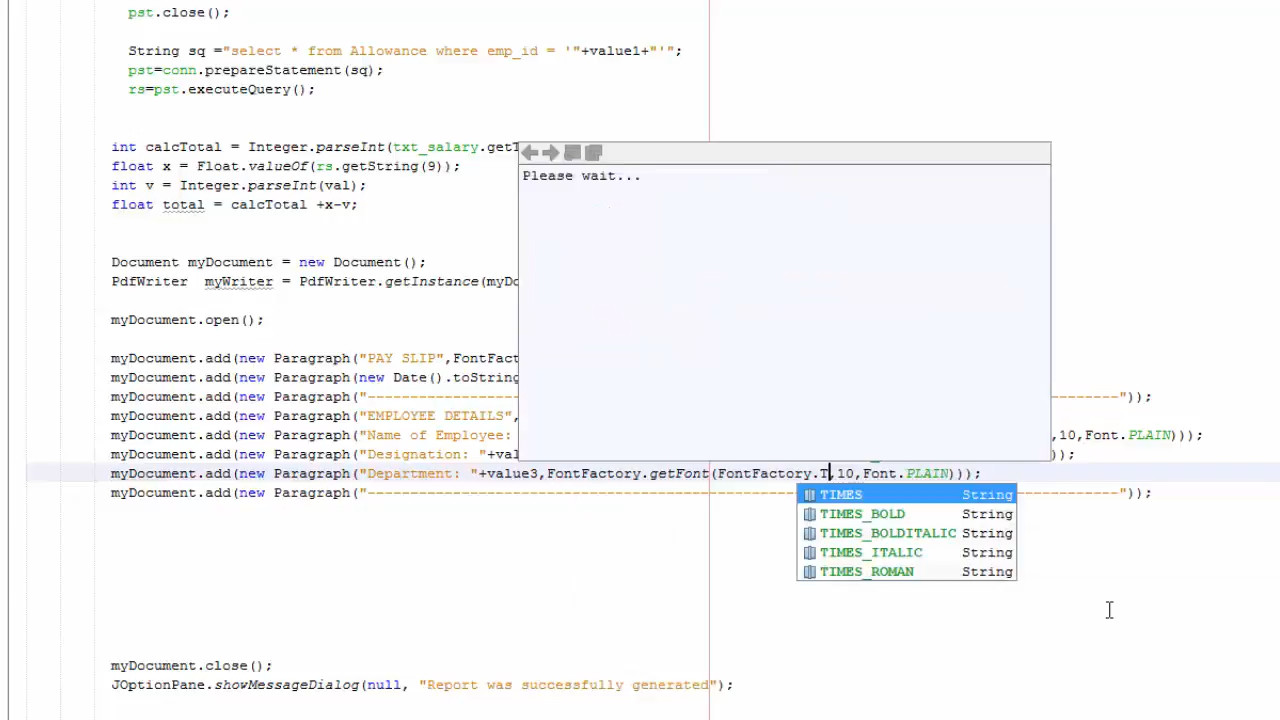 pst.close();
String sq ="select * from Allowance where emp_id = '"+value1+"'";
pst=conn.prepareStatement(sq);
rs=pst.executeQuery();
int calcTotal = Integer.parseInt(txt_salary.getT
float x = Float.valueOf(rs.getString(9));
int v = Integer.parseInt(val);
float total = calcTotal +x-v;
Please wait...
Document myDocument = new Document();
PdfWriter  myWriter = PdfWriter.getInstance(myDo
myDocument.open();
myDocument.add(new Paragraph("PAY SLIP",FontFact
myDocument.add(new Paragraph(new Date().toString
myDocument.add(new Paragraph("------------------ --------"));
myDocument.add(new Paragraph("EMPLOYEE DETAILS",
myDocument.add(new Paragraph("Name of Employee: ,10,Font.PLAIN)));
myDocument.add(new Paragraph("Designation: "+val ));
myDocument.add(new Paragraph("Department: "+value3,FontFactory.getFont(FontFactory.T,10,Font.PLAIN)));
myDocument.add(new Paragraph("-------------------------------------------------- ----------------"));
TIMES String
TIMES_BOLD String
TIMES_BOLDITALIC String
TIMES_ITALIC String
TIMES_ROMAN String
myDocument.close();
JOptionPane.showMessageDialog(null, "Report was successfully generated");